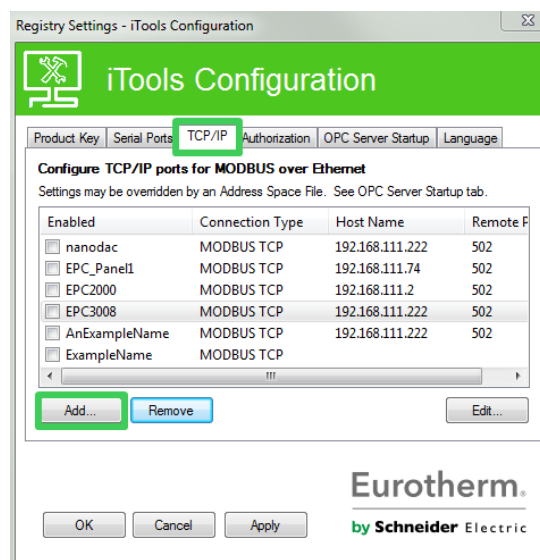 Registry Settings - iTools Configuration
iTools Configuration
Product Key Serial Ports TCP/IP Authorization OPC Server Startup Language
Configure TCP/IP ports for MODBUS over Ethernet
Settings may be overridden by an Address Space File. See OPC Server Startup tab.
Enabled Connection Type Host Name Remote P
nanodac MODBUS TCP 192.168.111.222 502
EPC_Panel1 MODBUS TCP 192.168.111.74 502
EPC2000 MODBUS TCP 192.168.111.2 502
EPC3008 MODBUS TCP 192.168.111.222 502
AnExampleName MODBUS TCP 192.168.111.222 502
ExampleName MODBUS TCP
Add... Remove Edit...
Eurotherm®
by Schneider Electric
OK Cancel Apply